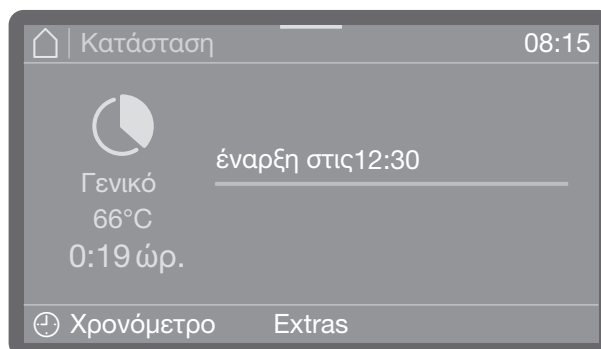 Κατάσταση 08:15
έναρξη στις12:30
Γενικό
66°C
0:19 ώρ.
Χρονόμετρο Extras